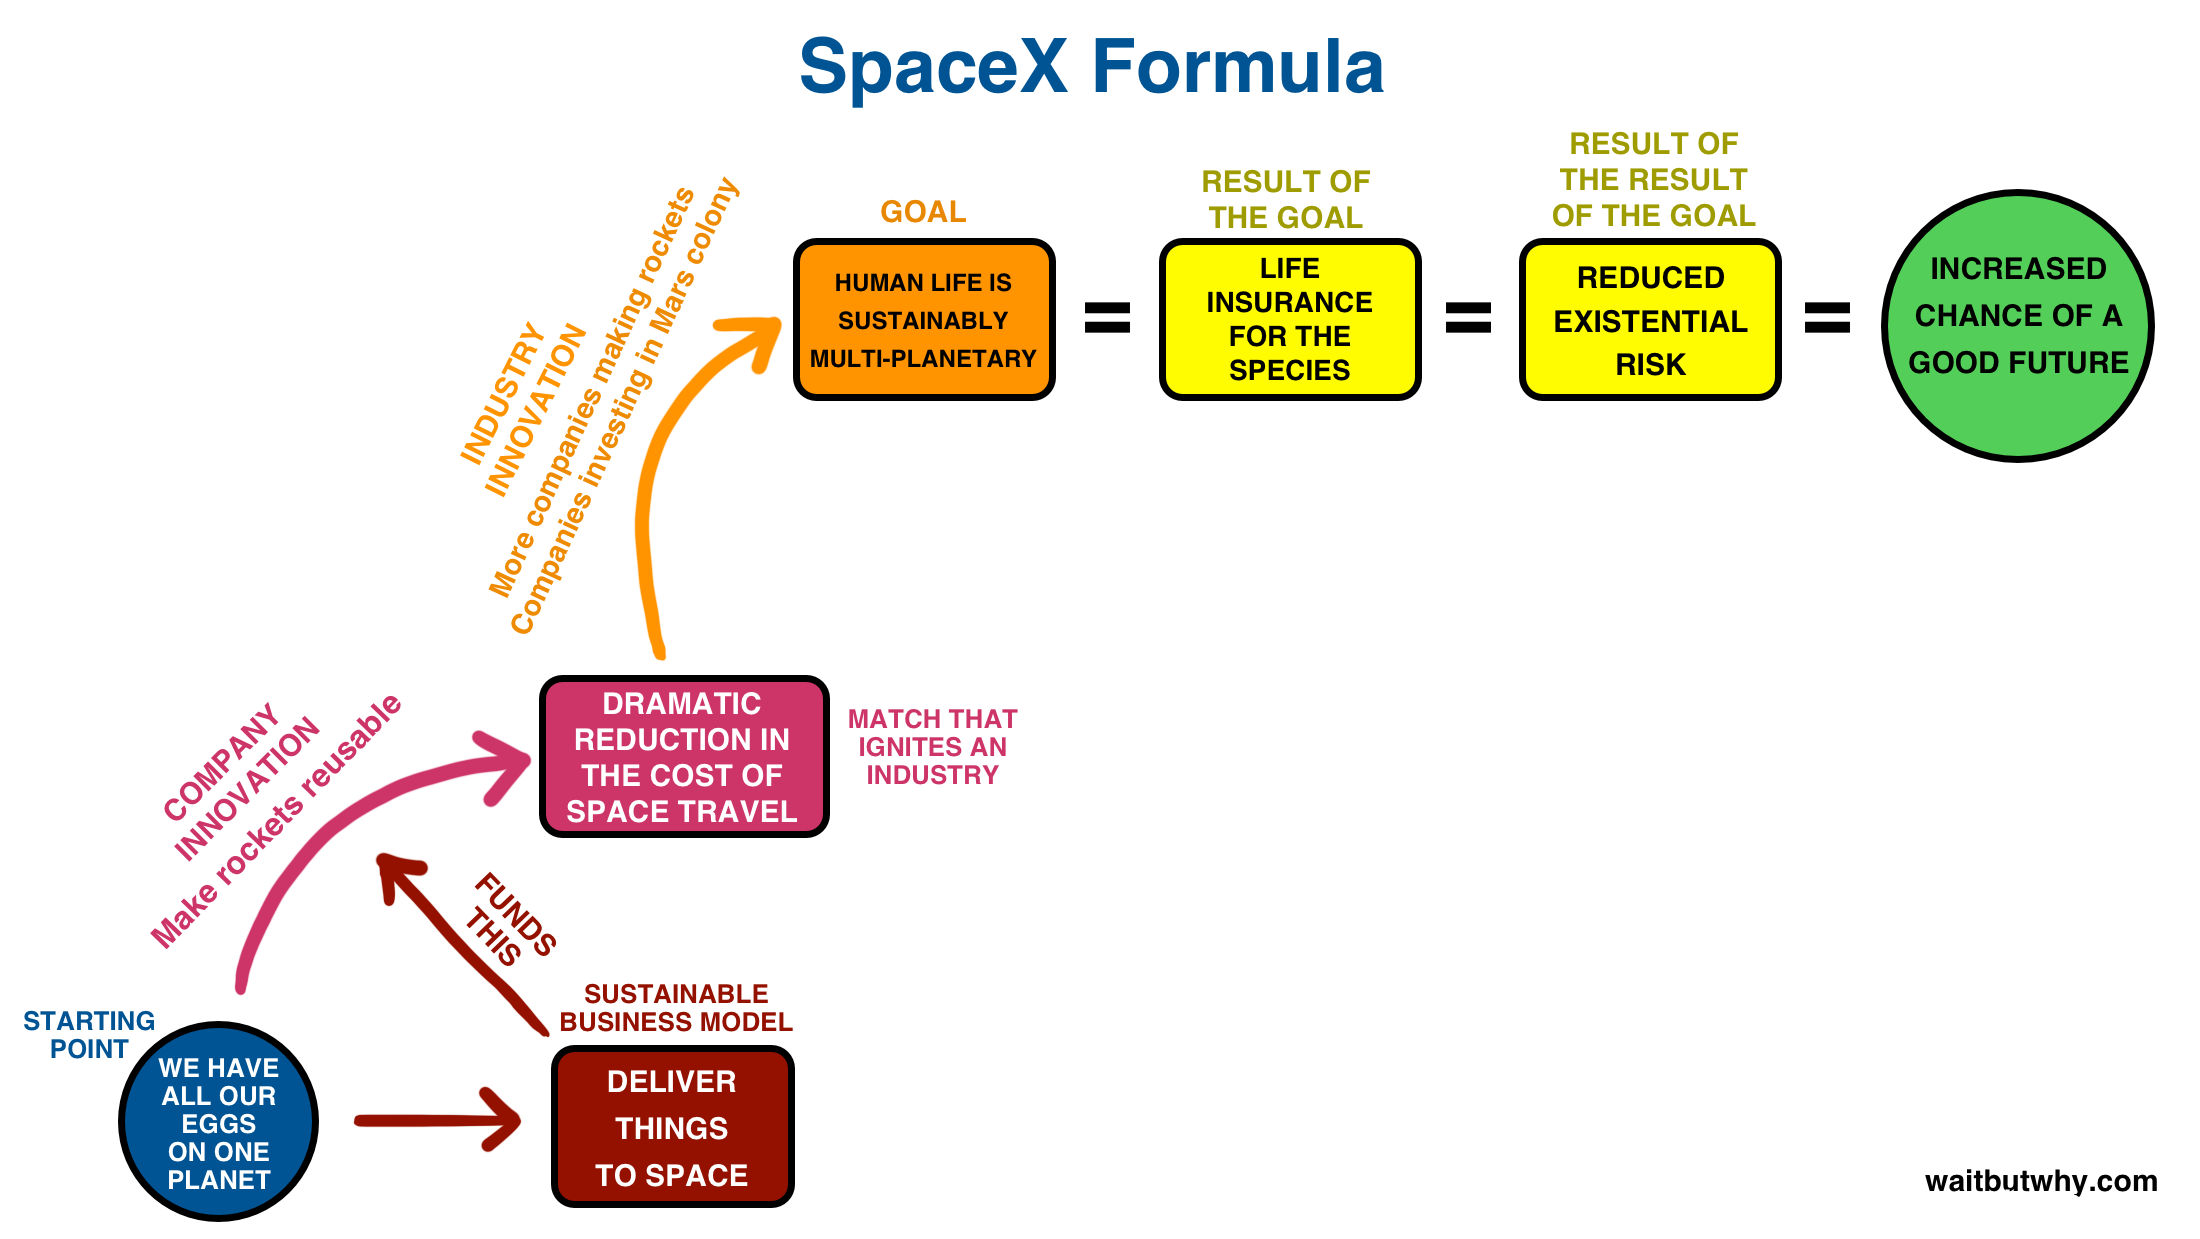 SpaceX Formula
GOAL
HUMAN LIFE IS
SUSTAINABLY
MULTI-PLANETARY
=
RESULT OF
THE GOAL
LIFE
INSURANCE
FOR THE
SPECIES
=
RESULT OF
THE RESULT
OF THE GOAL
REDUCED
EXISTENTIAL
RISK
=
INCREASED
CHANCE OF A
GOOD FUTURE
INDUSTRY
INNOVATION
More companies making rockets
Companies investing in Mars colony
DRAMATIC
REDUCTION IN
THE COST OF
SPACE TRAVEL
MATCH THAT
IGNITES AN
INDUSTRY
COMPANY
INNOVATION
Make rockets reusable
FUNDS
THIS
SUSTAINABLE
BUSINESS MODEL
DELIVER
THINGS
TO SPACE
STARTING
POINT
WE HAVE
ALL OUR
EGGS
ON ONE
PLANET
waitbutwhy.com